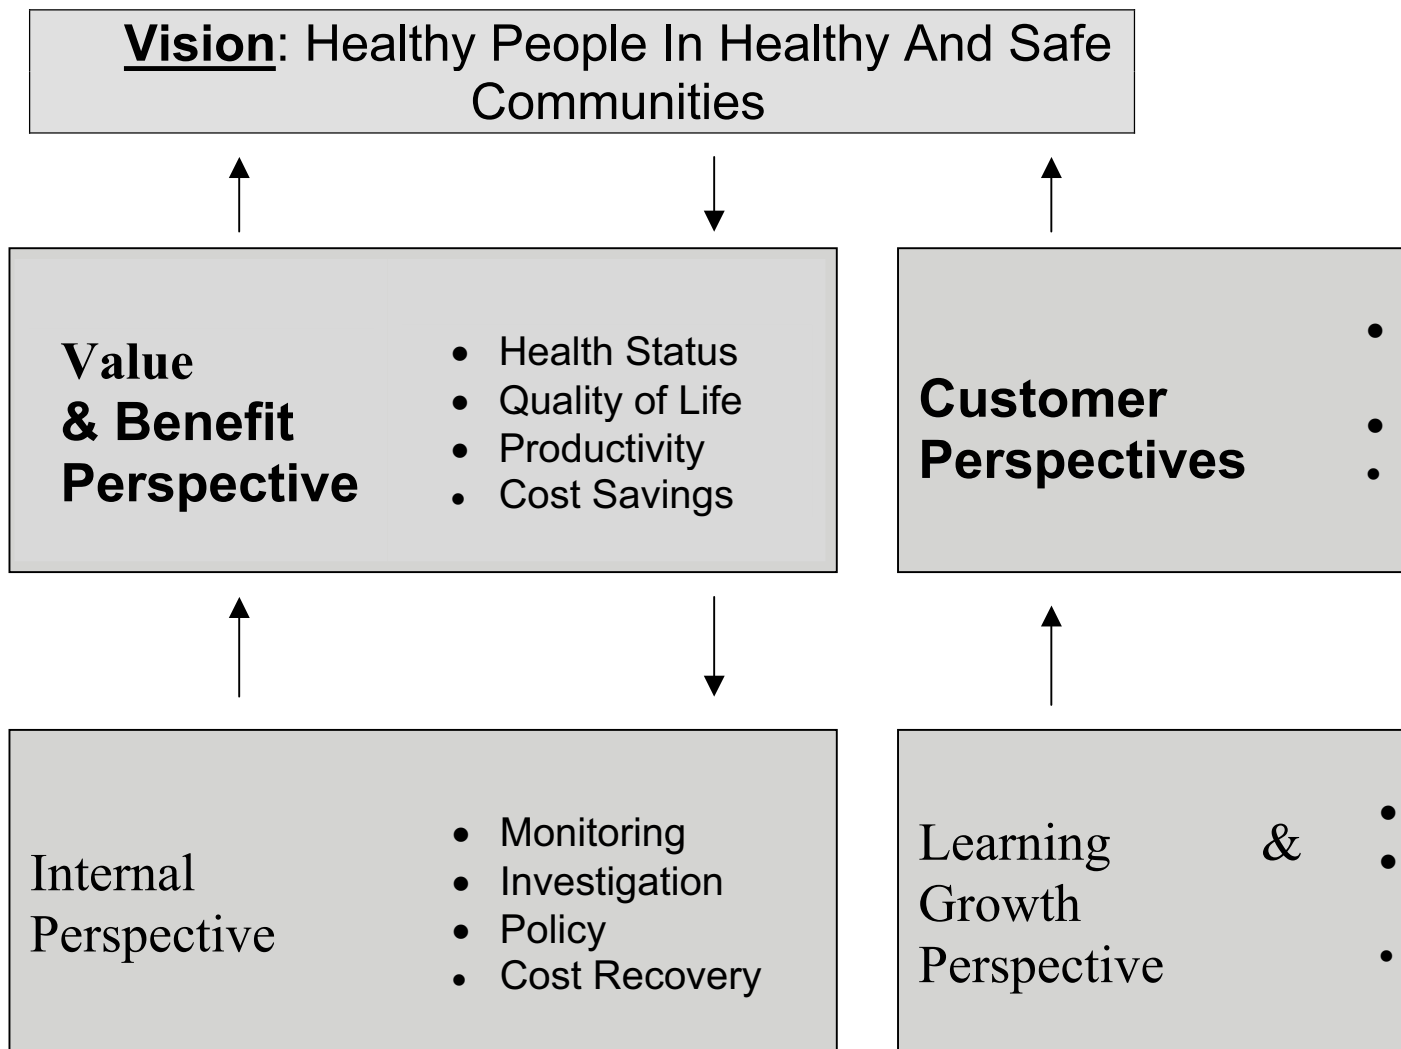 Vision: Healthy People In Healthy And Safe
Communities
Value
& Benefit
Perspective
• Health Status
• Quality of Life
• Productivity
• Cost Savings
Customer
Perspectives
•
•
•
Internal
Perspective
• Monitoring
• Investigation
• Policy
• Cost Recovery
Learning &
Growth
Perspective
•
•
•